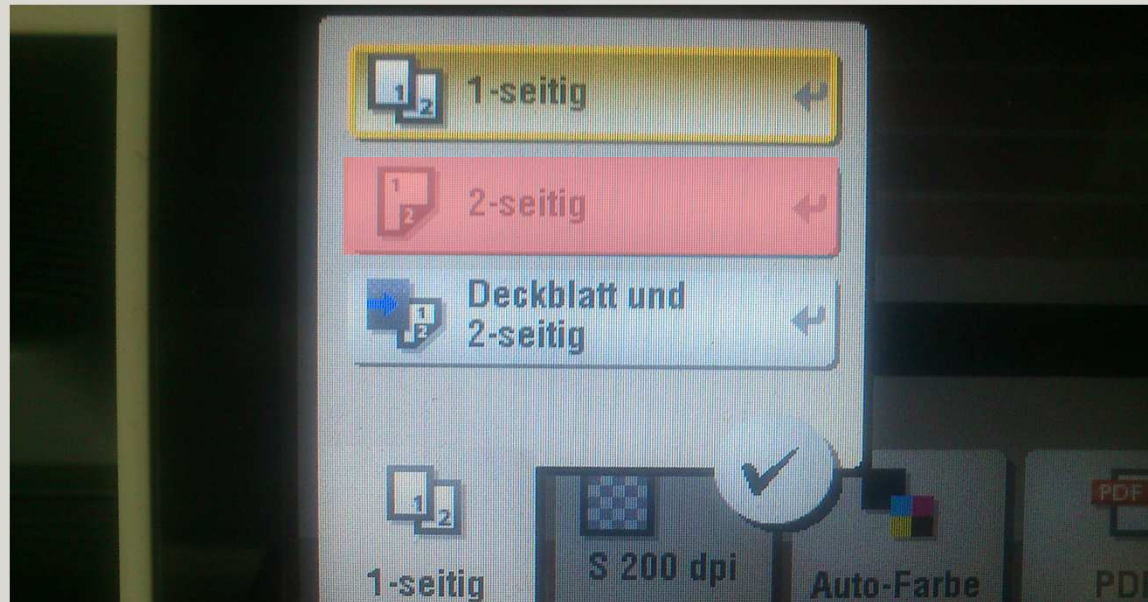 1-seitig
2-seitig
Deckblatt und
2-seitig
1-seitig
S 200 dpi
Auto-Farbe
PDF